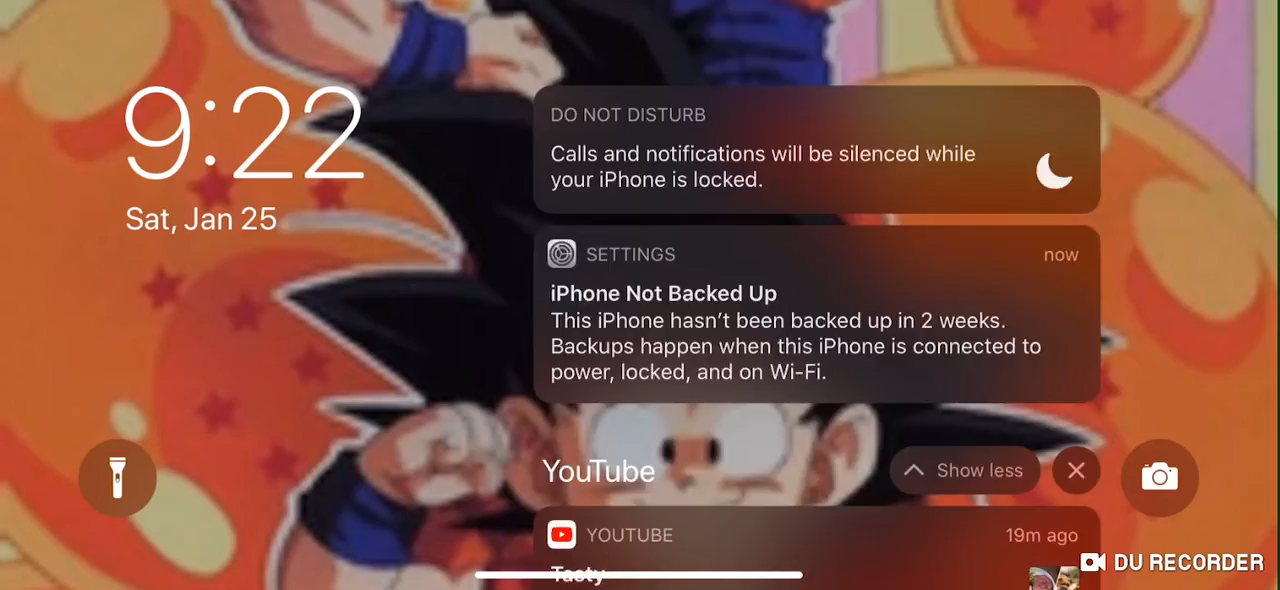 9:22
Sat, Jan 25
DO NOT DISTURB
Calls and notifications will be silenced while
your iPhone is locked.
SETTINGS
now
iPhone Not Backed Up
This iPhone hasn’t been backed up in 2 weeks.
Backups happen when this iPhone is connected to
power, locked, and on Wi-Fi.
YouTube
Show less
YOUTUBE
19m ago
Tasty
DU RECORDER